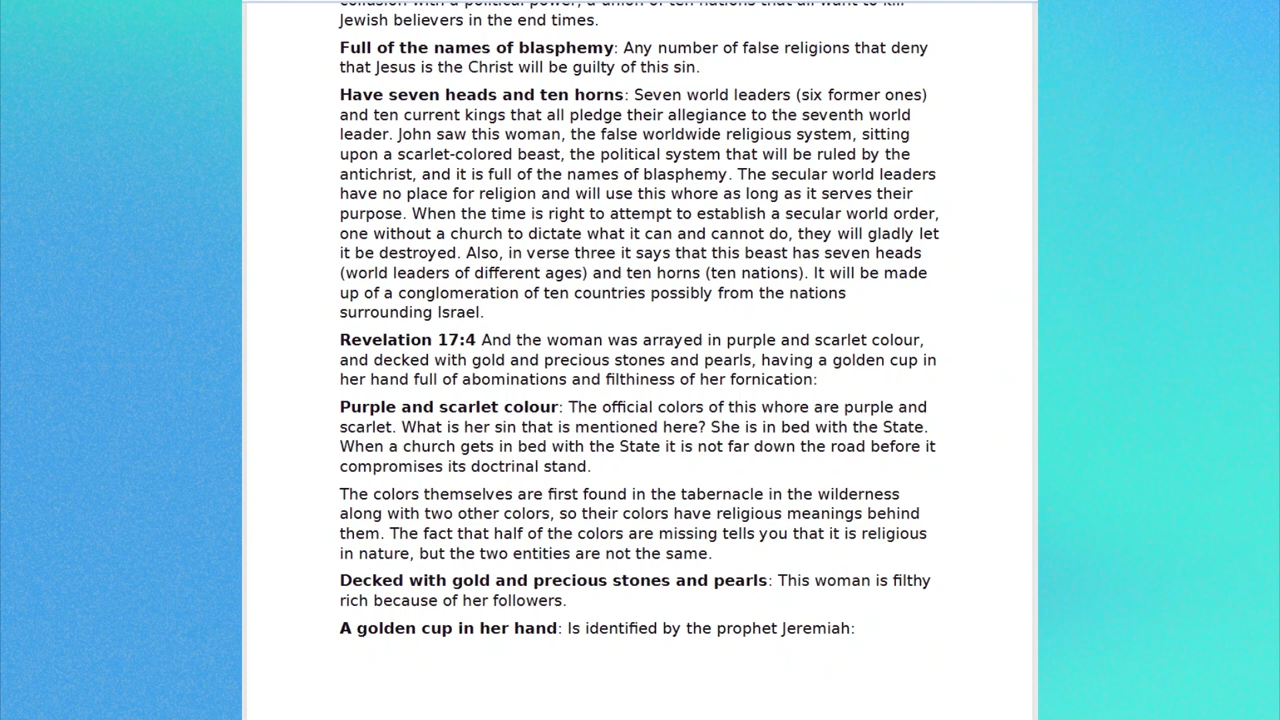 Jewish believers in the end times.
Full of the names of blasphemy: Any number of false religions that deny
that Jesus is the Christ will be guilty of this sin.
Have seven heads and ten horns: Seven world leaders (six former ones)
and ten current kings that all pledge their allegiance to the seventh world
leader. John saw this woman, the false worldwide religious system, sitting
upon a scarlet-colored beast, the political system that will be ruled by the
antichrist, and it is full of the names of blasphemy. The secular world leaders
have no place for religion and will use this whore as long as it serves their
purpose. When the time is right to attempt to establish a secular world order,
one without a church to dictate what it can and cannot do, they will gladly let
it be destroyed. Also, in verse three it says that this beast has seven heads
(world leaders of different ages) and ten horns (ten nations). It will be made
up of a conglomeration of ten countries possibly from the nations
surrounding Israel.
Revelation 17:4 And the woman was arrayed in purple and scarlet colour,
and decked with gold and precious stones and pearls, having a golden cup in
her hand full of abominations and filthiness of her fornication:
Purple and scarlet colour: The official colors of this whore are purple and
scarlet. What is her sin that is mentioned here? She is in bed with the State.
When a church gets in bed with the State it is not far down the road before it
compromises its doctrinal stand.
The colors themselves are first found in the tabernacle in the wilderness
along with two other colors, so their colors have religious meanings behind
them. The fact that half of the colors are missing tells you that it is religious
in nature, but the two entities are not the same.
Decked with gold and precious stones and pearls: This woman is filthy
rich because of her followers.
A golden cup in her hand: Is identified by the prophet Jeremiah: